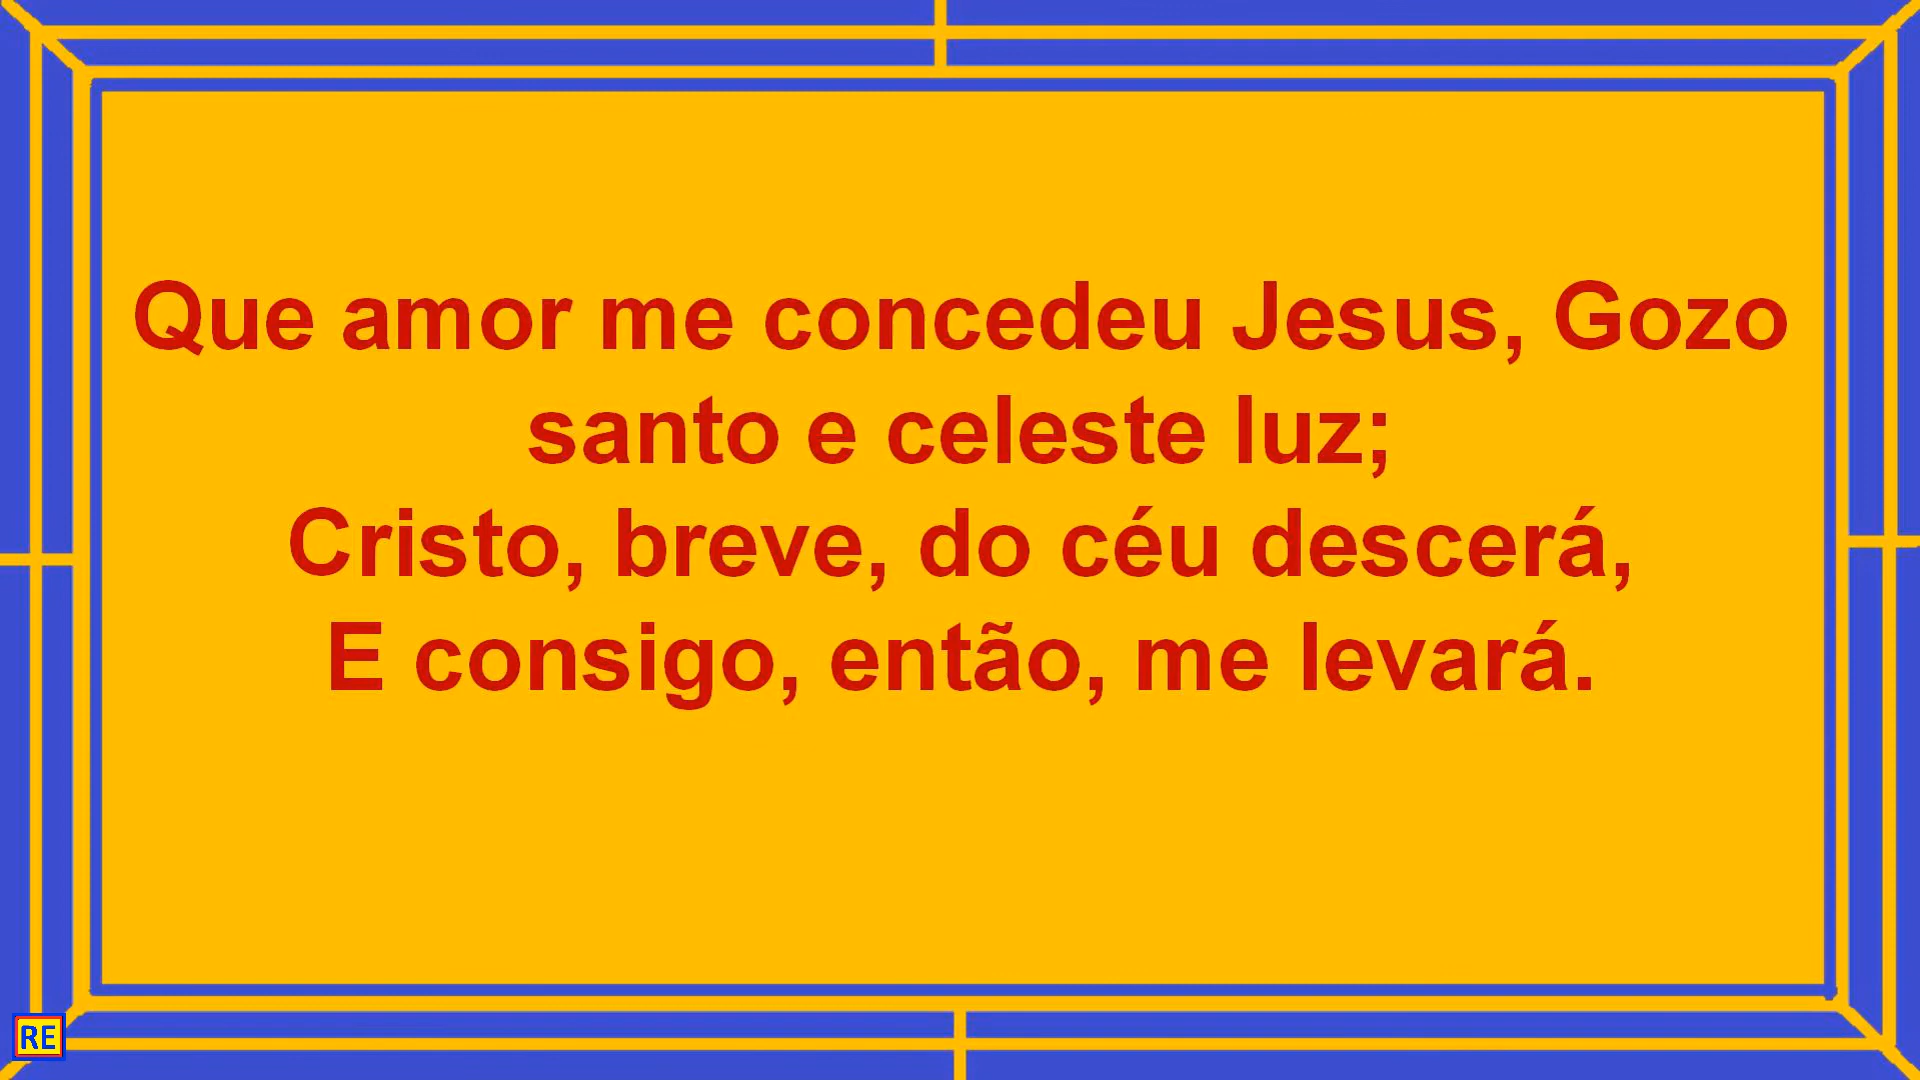 Que amor me concedeu Jesus, Gozo
santo e celeste luz;
Cristo, breve, do céu descerá,
E consigo, então, me levará.
RE